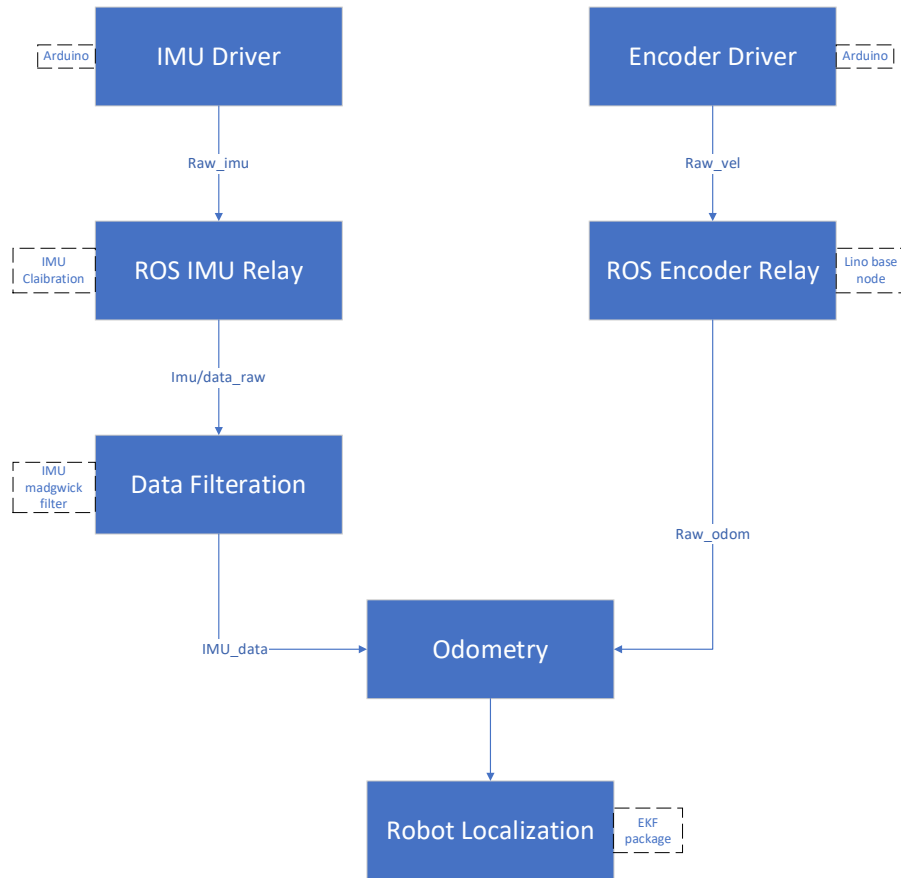 Arduino
IMU Driver
Encoder Driver
Arduino
Raw_imu
Raw_vel
IMU
Claibration
ROS IMU Relay
ROS Encoder Relay
Lino base
node
Imu/data_raw
IMU
madgwick
filter
Data Filteration
Raw_odom
IMU_data
Odometry
Robot Localization
EKF
package